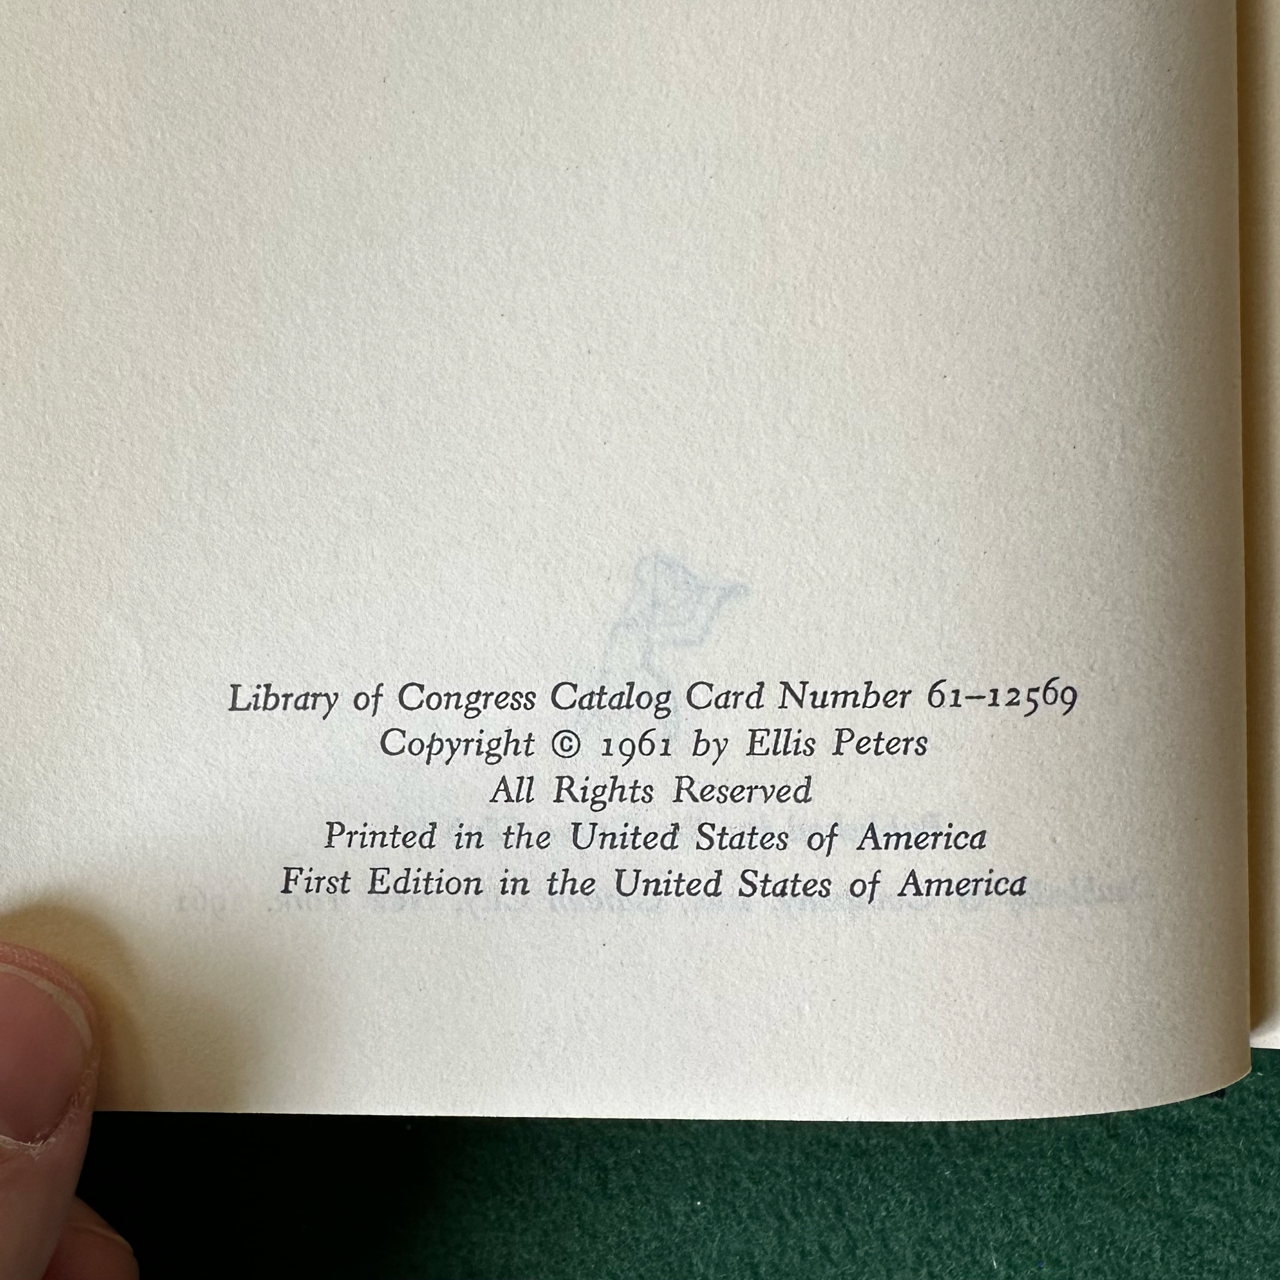 Library of Congress Catalog Card Number 61–12569
Copyright © 1961 by Ellis Peters
All Rights Reserved
Printed in the United States of America
First Edition in the United States of America